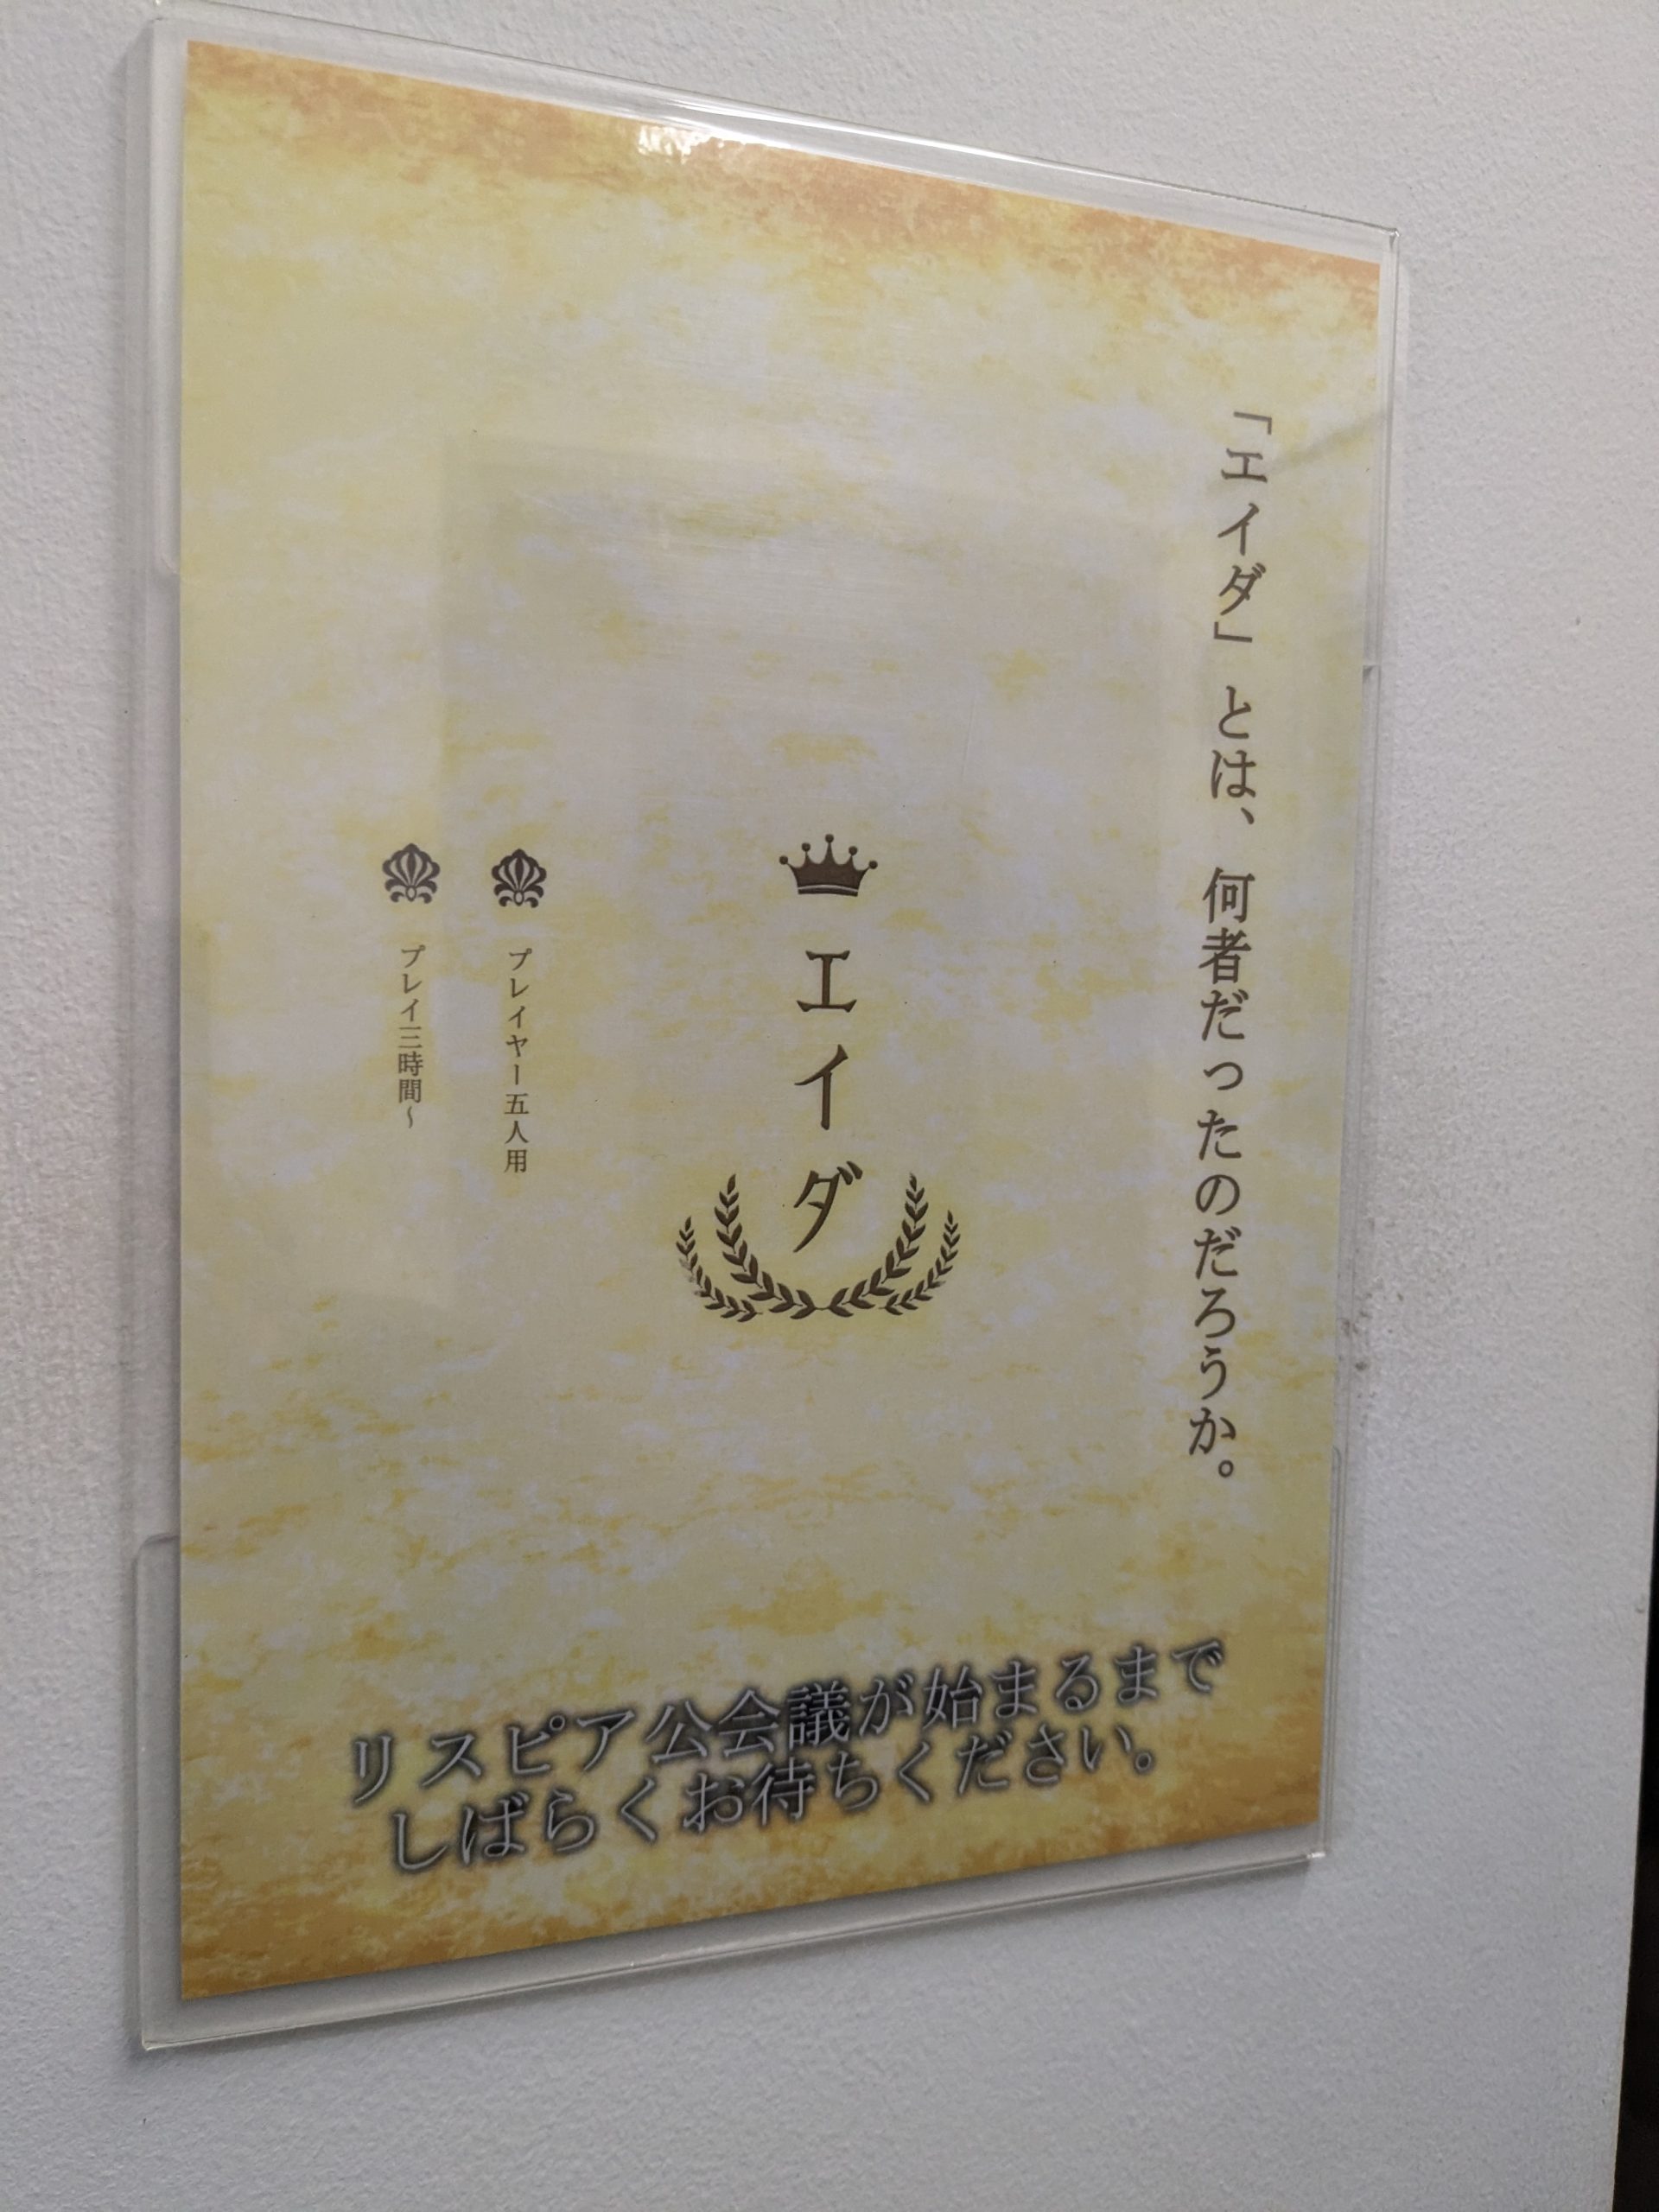 「エイダ」とは、何者だったのだろうか。
エイダ
プレイヤー五人用
プレイ三時間~
リスピア公会議が始まるまで
しばらくお待ちください。